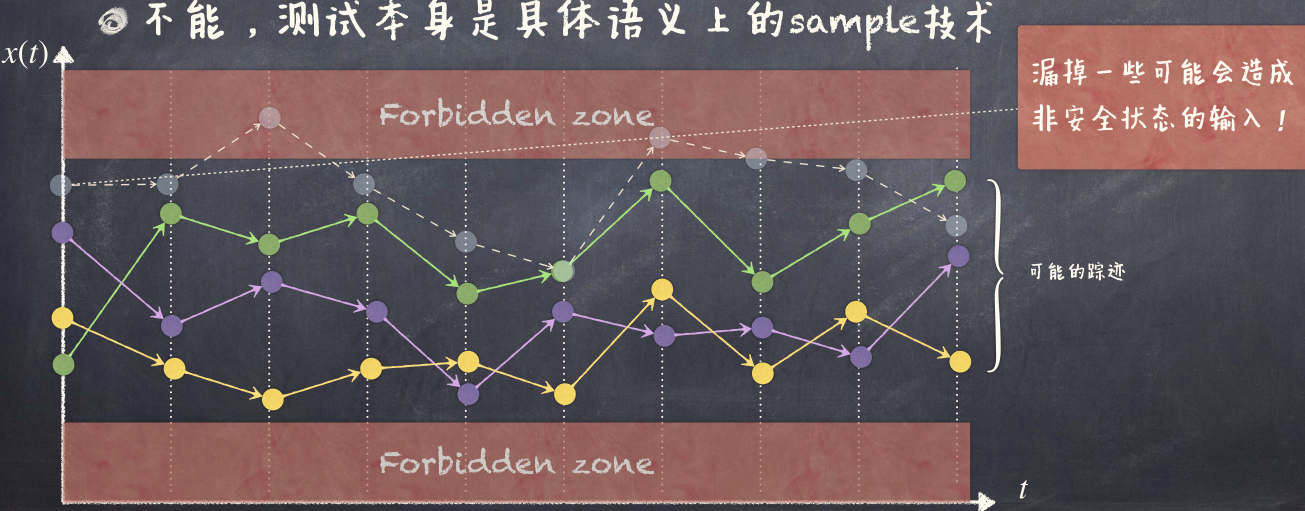 不能，测试本身是具体语义上的sample技术
x(t)
漏掉一些可能会造成
非安全状态的输入！
Forbidden zone
可能的踪迹
Forbidden zone
t